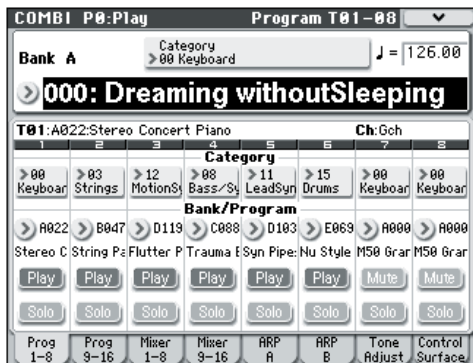 COMBI P0:Play Program T01-08
Bank A Category ♩ = 126.00
00 Keyboard
000: Dreaming withoutSleeping
T01:A022:Stereo Concert Piano Ch:Gch
1 2 3 4 5 6 7 8
Category
00 03 12 08 11 15 00 00
Keyboar Strings MotionSy Bass/Sy LeadSyn Drums Keyboar Keyboar
Bank/Program
A022 B047 D119 C088 D103 E069 A000 A000
Stereo C String Pa Flutter P Trauma E Syn Pipe: Nu Style M50 Gran M50 Gran
Play Play Play Play Play Play Mute Mute
Solo Solo Solo Solo Solo Solo Solo Solo
Prog Prog Mixer Mixer ARP ARP Tone Control
1-8 9-16 1-8 9-16 A B Adjust Surface